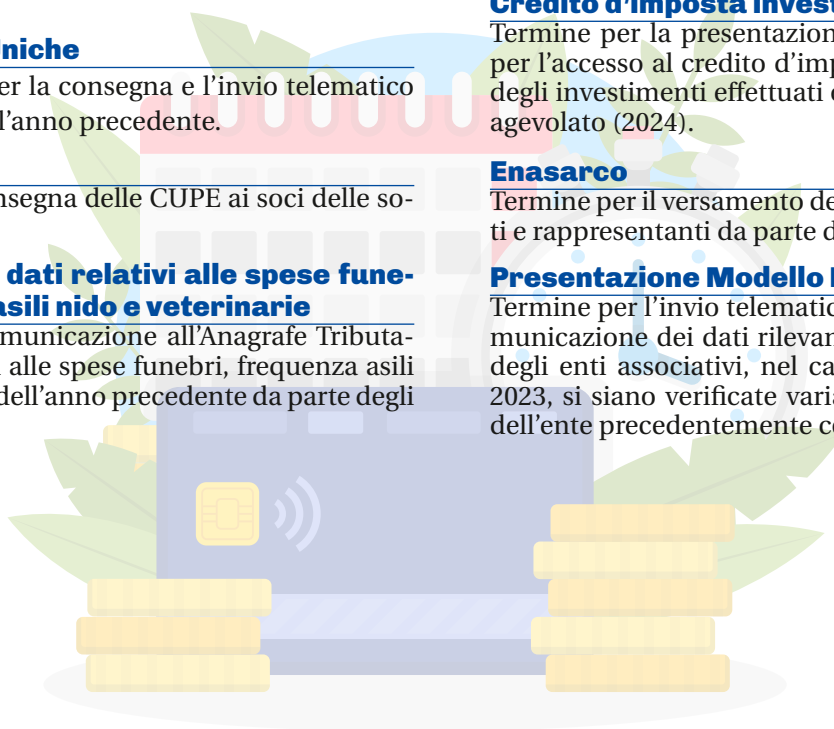 niche
er la consegna e l'invio telematico
l'anno precedente.
nsegna delle CUPE ai soci delle so-
dati relativi alle spese fune-
asili nido e veterinarie
municazione all'Anagrafe Tributa-
i alle spese funebri, frequenza asili
dell'anno precedente da parte degli
Credito d'imposta invest
Termine per la presentazion
per l'accesso al credito d'imp
degli investimenti effettuati
agevolato (2024).
Enasarco
Termine per il versamento de
ti e rappresentanti da parte d
Presentazione Modello
Termine per l'invio telematic
municazione dei dati rilevan
degli enti associativi, nel ca
2023, si siano verificate varia
dell'ente precedentemente c